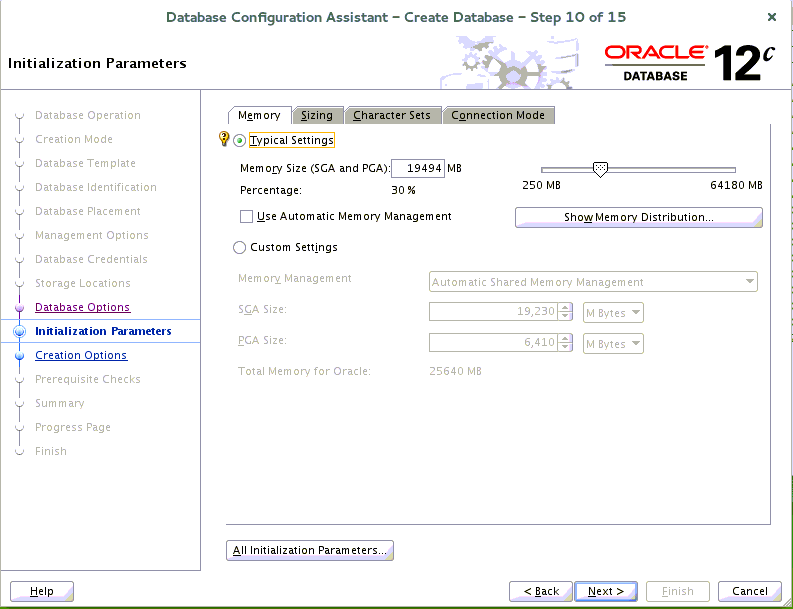 Database Configuration Assistant – Create Database – Step 10 of 15
Initialization Parameters
ORACLE®
DATABASE
12c
Database Operation
Creation Mode
Database Template
Database Identification
Database Placement
Management Options
Database Credentials
Storage Locations
Database Options
Initialization Parameters
Creation Options
Prerequisite Checks
Summary
Progress Page
Finish
Memory Sizing Character Sets Connection Mode
Typical Settings
Memory Size (SGA and PGA): 19494 MB
250 MB 64180 MB
Percentage: 30 %
Use Automatic Memory Management
Show Memory Distribution...
Custom Settings
Memory Management Automatic Shared Memory Management
SGA Size: 19,230 M Bytes
PGA Size: 6,410 M Bytes
Total Memory for Oracle: 25640 MB
All Initialization Parameters...
Help < Back Next > Finish Cancel